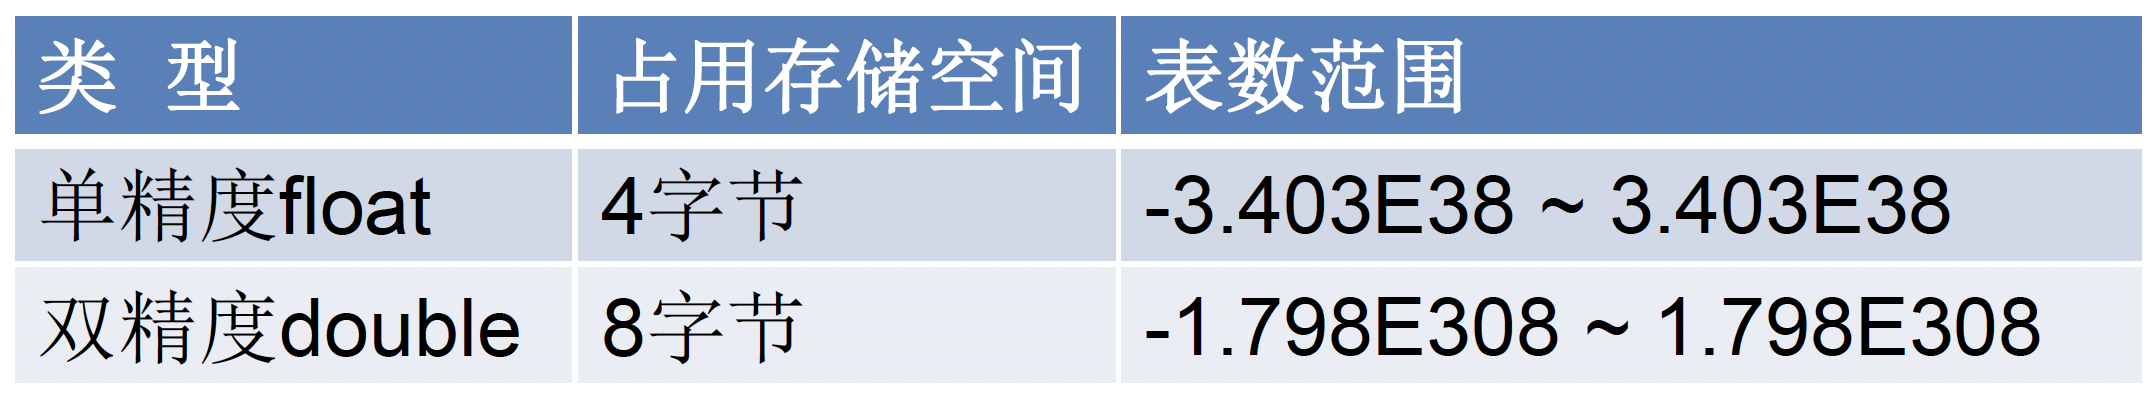 类 型 占用存储空间 表数范围
单精度float 4字节 -3.403E38 ~ 3.403E38
双精度double 8字节 -1.798E308 ~ 1.798E308